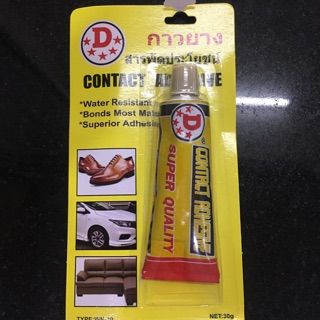 D
กาวยาง
สารพัดประโยชน์
CONTACT
*Water Resistant
*Bonds Most
*Superior
D
CONTACT
SUPER QUALITY
NET:30g